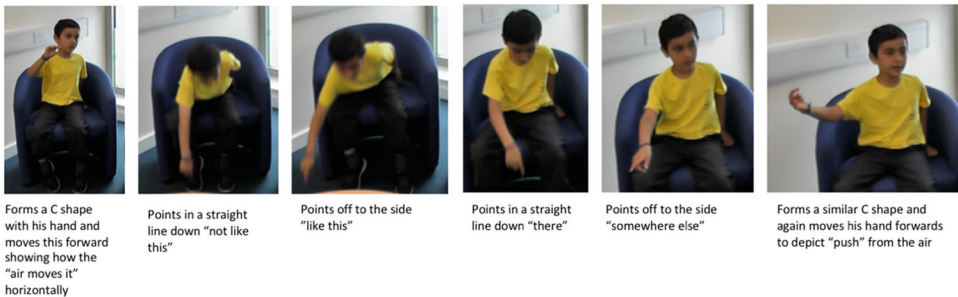 Forms a C shape
with his hand and
moves this forward
showing how the
“air moves it”
horizontally
Points in a straight
line down “not like
this”
Points off to the side
“like this”
Points in a straight
line down “there”
Points off to the side
“somewhere else”
Forms a similar C shape and
again moves his hand forwards
to depict “push” from the air